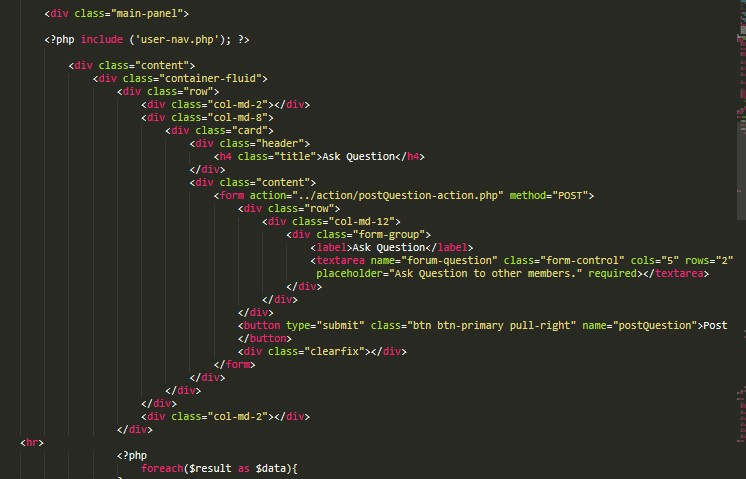 <div class="main-panel">
<?php include ('user-nav.php'); ?>
<div class="content">
<div class="container-fluid">
<div class="row">
<div class="col-md-2"></div>
<div class="col-md-8">
<div class="card">
<div class="header">
<h4 class="title">Ask Question</h4>
</div>
<div class="content">
<form action="../action/postQuestion-action.php" method="POST">
<div class="row">
<div class="col-md-12">
<div class="form-group">
<label>Ask Question</label>
<textarea name="forum-question" class="form-control" cols="5" rows="2"
placeholder="Ask Question to other members." required></textarea>
</div>
</div>
</div>
<button type="submit" class="btn btn-primary pull-right" name="postQuestion">Post
</button>
<div class="clearfix"></div>
</form>
</div>
</div>
</div>
<div class="col-md-2"></div>
</div>
<hr>
<?php
foreach($result as $data){